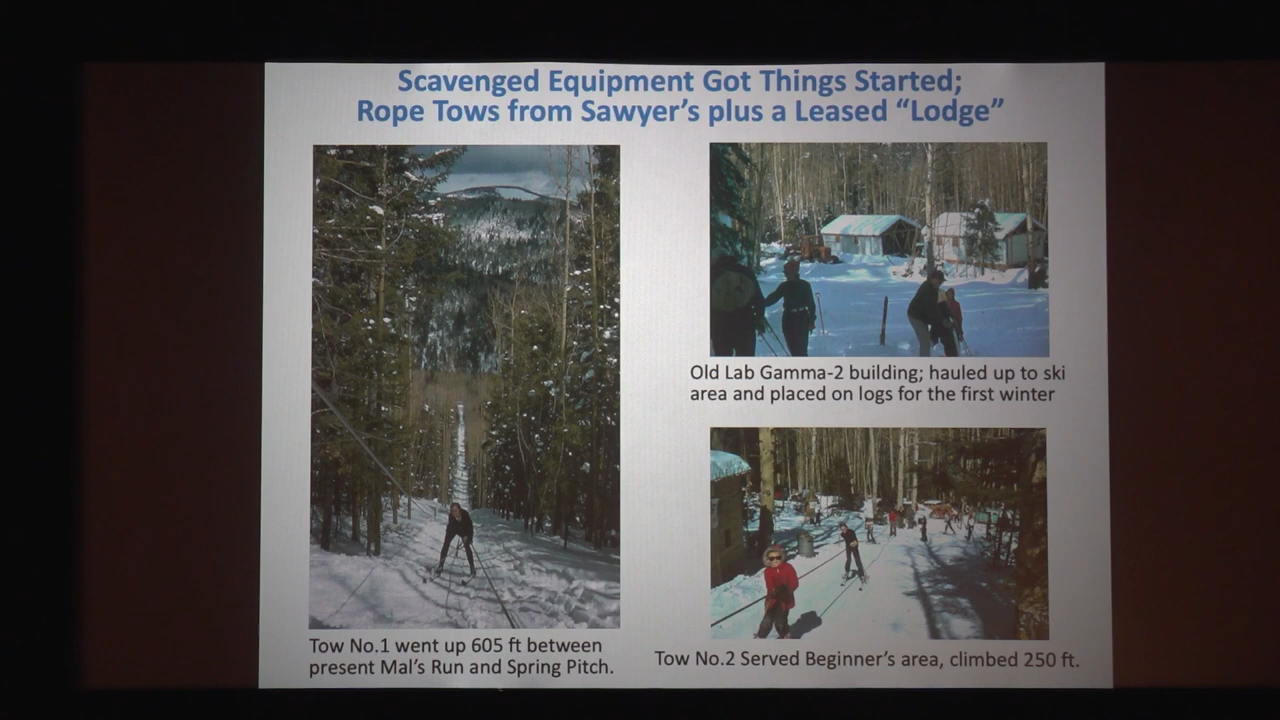 Scavenged Equipment Got Things Started;
Rope Tows from Sawyer's plus a Leased “Lodge”
Old Lab Gamma-2 building; hauled up to ski
area and placed on logs for the first winter
Tow No.1 went up 605 ft between
present Mal's Run and Spring Pitch.
Tow No.2 Served Beginner's area, climbed 250 ft.